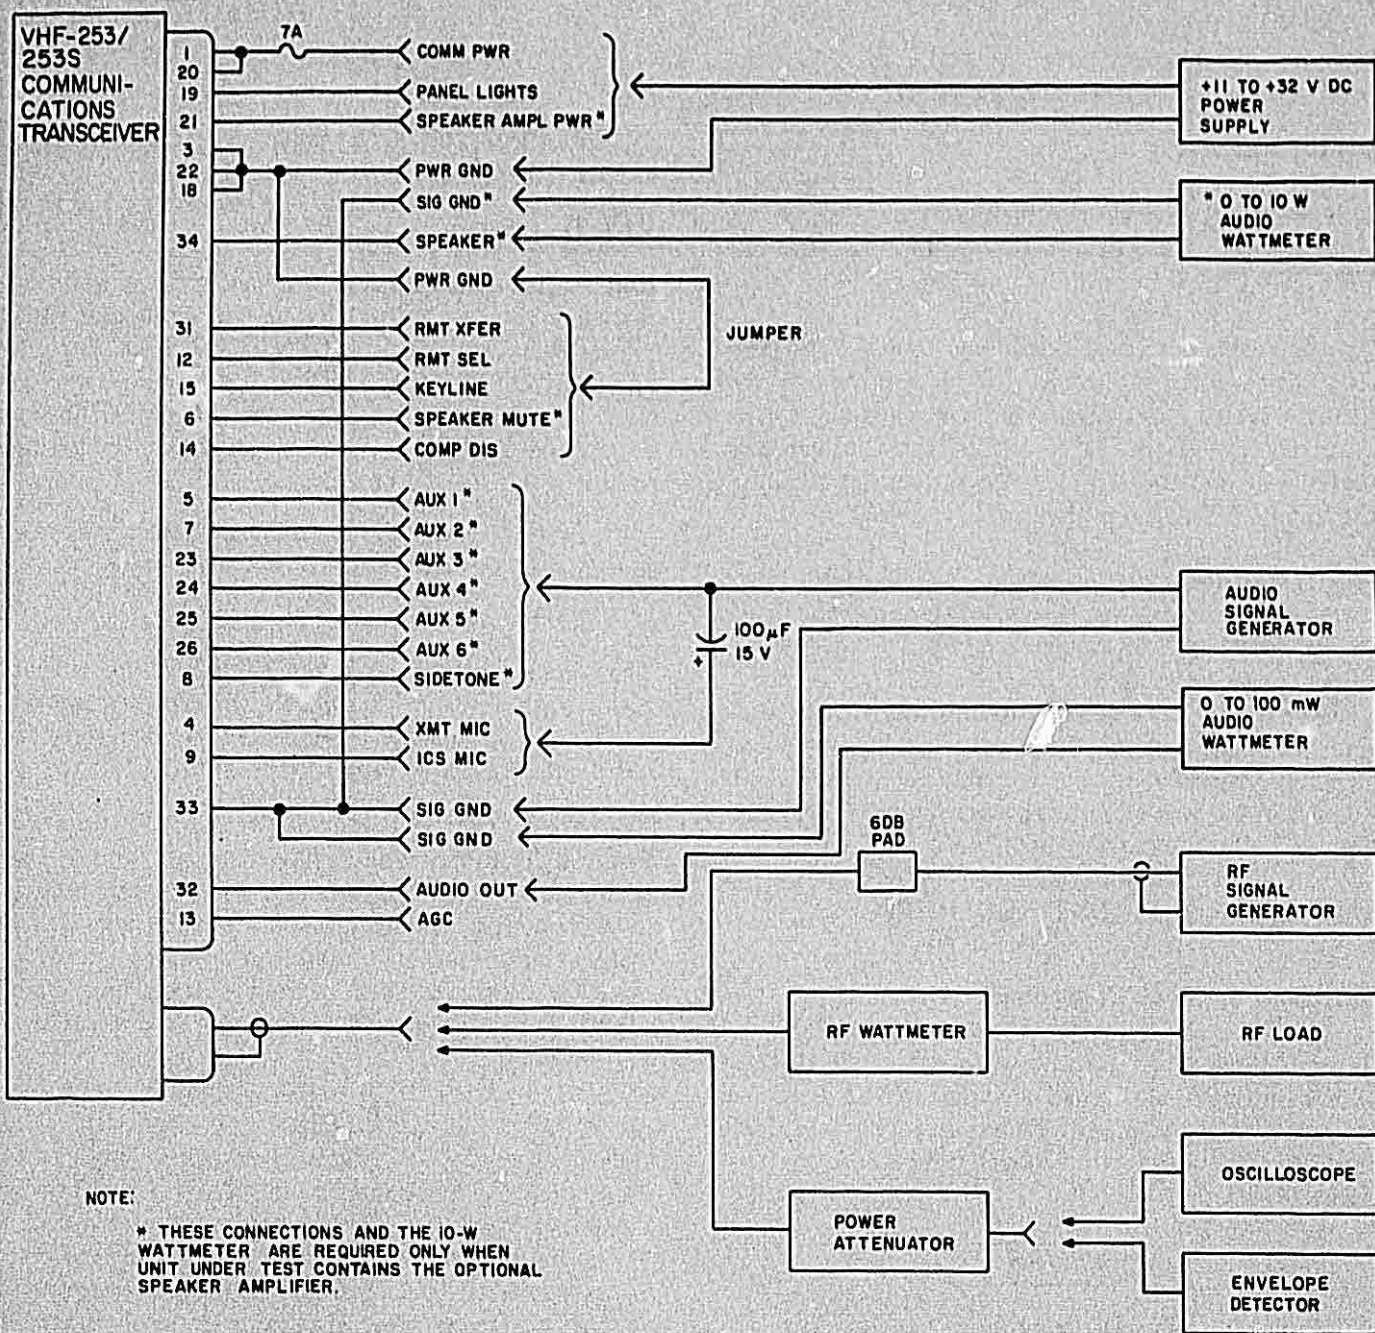 VHF-253/
253S
COMMUNI-
CATIONS
TRANSCEIVER
1
20
19
21
3
22
18
34
31
12
15
6
14
5
7
23
24
25
26
8
4
9
33
32
13
7A
COMM PWR
PANEL LIGHTS
SPEAKER AMPL PWR*
PWR GND
SIG GND*
SPEAKER*
PWR GND
RMT XFER
RMT SEL
KEYLINE
SPEAKER MUTE*
COMP DIS
AUX 1*
AUX 2*
AUX 3*
AUX 4*
AUX 5*
AUX 6*
SIDETONE*
XMT MIC
ICS MIC
SIG GND
SIG GND
AUDIO OUT
AGC
JUMPER
100µF
15 V
+
6DB
PAD
+11 TO +32 V DC
POWER
SUPPLY
* 0 TO 10 W
AUDIO
WATTMETER
AUDIO
SIGNAL
GENERATOR
0 TO 100 mW
AUDIO
WATTMETER
RF
SIGNAL
GENERATOR
RF WATTMETER
RF LOAD
POWER
ATTENUATOR
OSCILLOSCOPE
ENVELOPE
DETECTOR
NOTE:
* THESE CONNECTIONS AND THE 10-W
WATTMETER ARE REQUIRED ONLY WHEN
UNIT UNDER TEST CONTAINS THE OPTIONAL
SPEAKER AMPLIFIER.